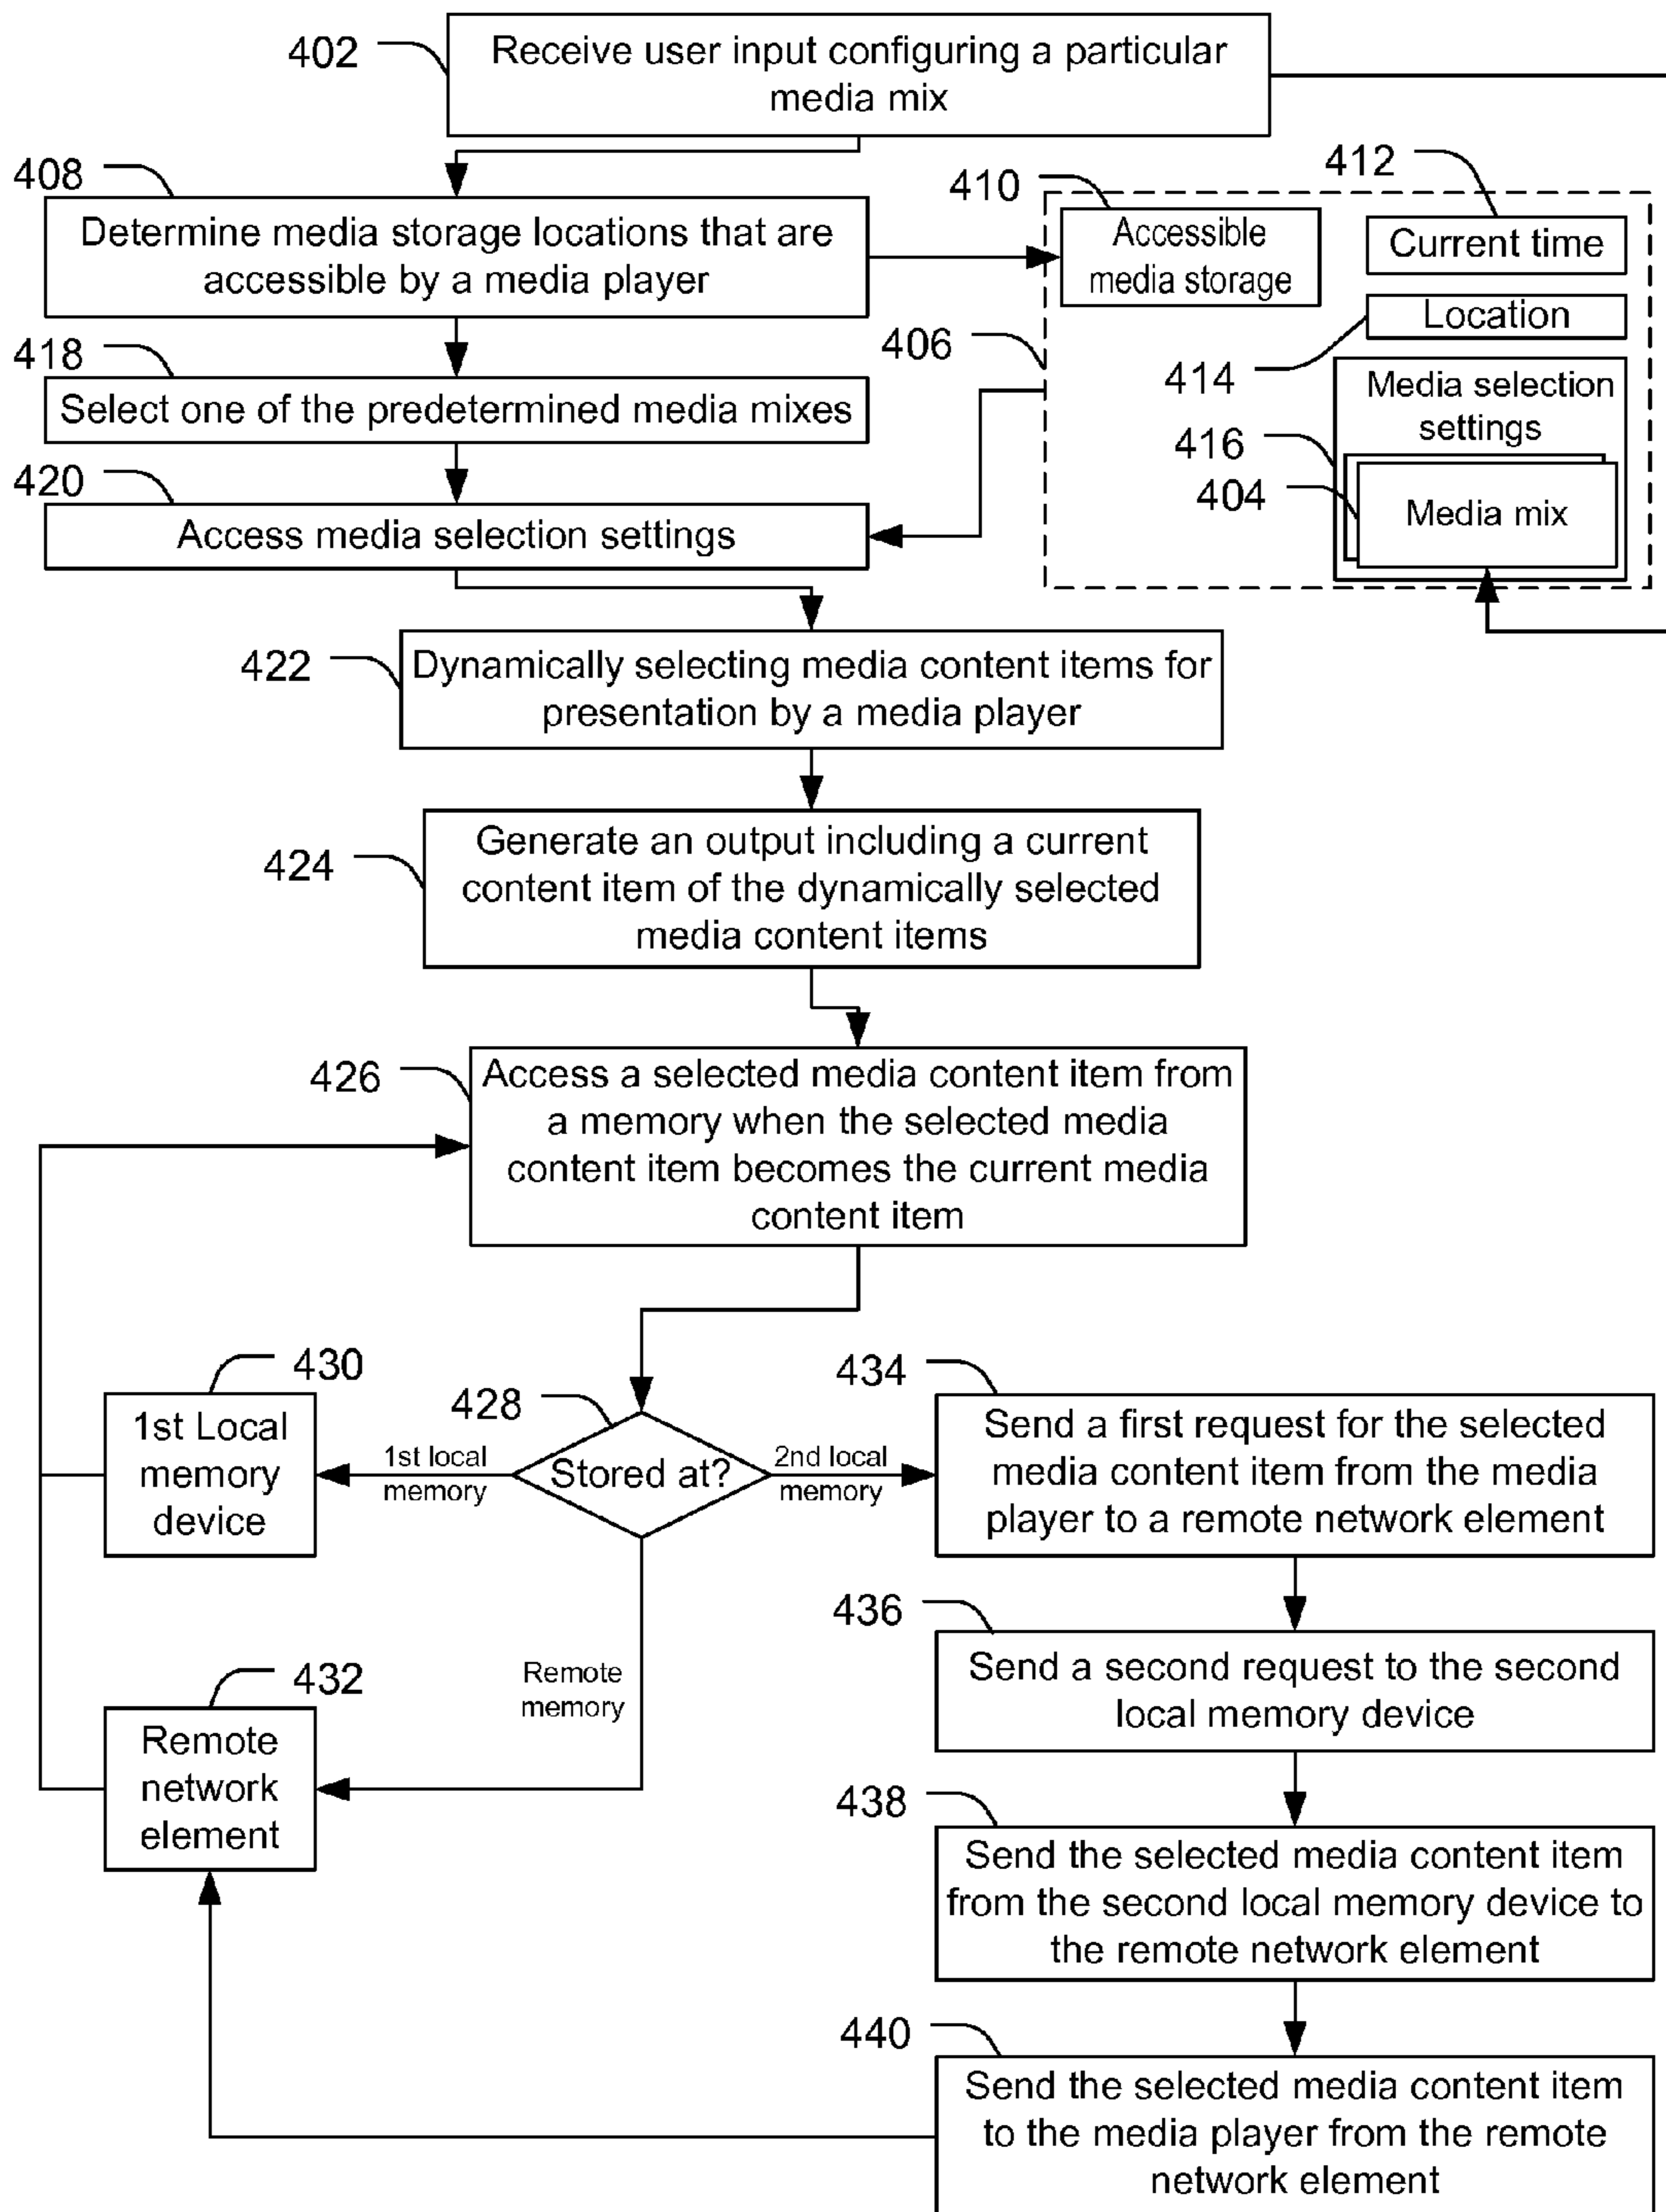 402
Receive user input configuring a particular
media mix
408
Determine media storage locations that are
accessible by a media player
410
Accessible
media storage
412
Current time
414
Location
406
418
Select one of the predetermined media mixes
Media selection
settings
416
404
Media mix
420
Access media selection settings
422
Dynamically selecting media content items for
presentation by a media player
424
Generate an output including a current
content item of the dynamically selected
media content items
426
Access a selected media content item from
a memory when the selected media
content item becomes the current media
content item
428
Stored at?
1st local
memory
2nd local
memory
Remote
memory
430
1st Local
memory
device
432
Remote
network
element
434
Send a first request for the selected
media content item from the media
player to a remote network element
436
Send a second request to the second
local memory device
438
Send the selected media content item
from the second local memory device to
the remote network element
440
Send the selected media content item
to the media player from the remote
network element